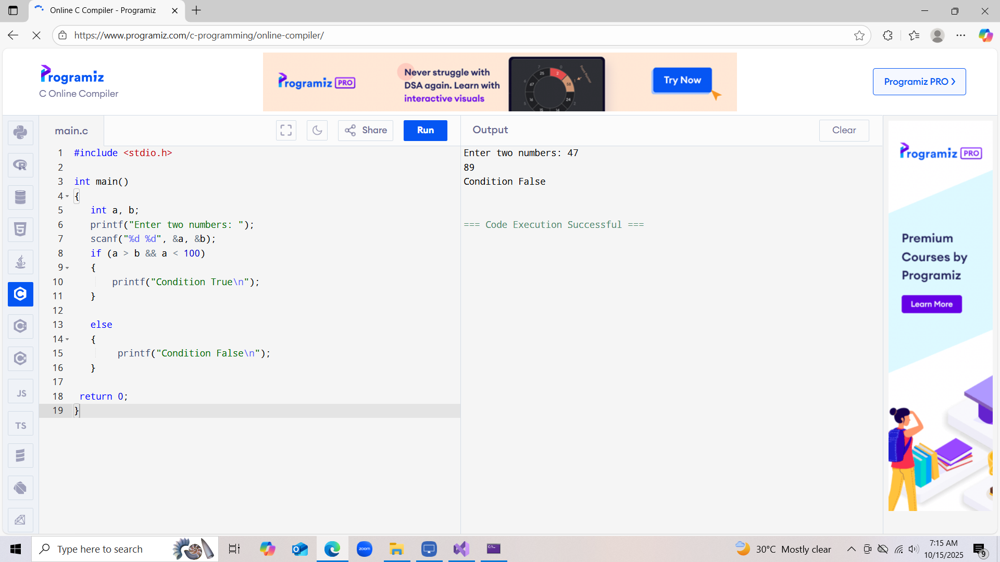 Online C Compiler - Programiz
https://www.programiz.com/c-programming/online-compiler/
Programiz
C Online Compiler
Programiz PRO
Never struggle with
DSA again. Learn with
interactive visuals
Try Now
Programiz PRO
main.c
Share
Run
Output
Clear
1 #include <stdio.h>
2
3 int main()
4 {
5 int a, b;
6 printf("Enter two numbers: ");
7 scanf("%d %d", &a, &b);
8 if (a > b && a < 100)
9 {
10 printf("Condition True\n");
11 }
12
13 else
14 {
15 printf("Condition False\n");
16 }
17
18 return 0;
19 }
Enter two numbers: 47
89
Condition False
=== Code Execution Successful ===
JS
TS
Programiz PRO
Premium
Courses by
Programiz
Learn More
Type here to search
zoom
30°C Mostly clear
7:15 AM
10/15/2025
9